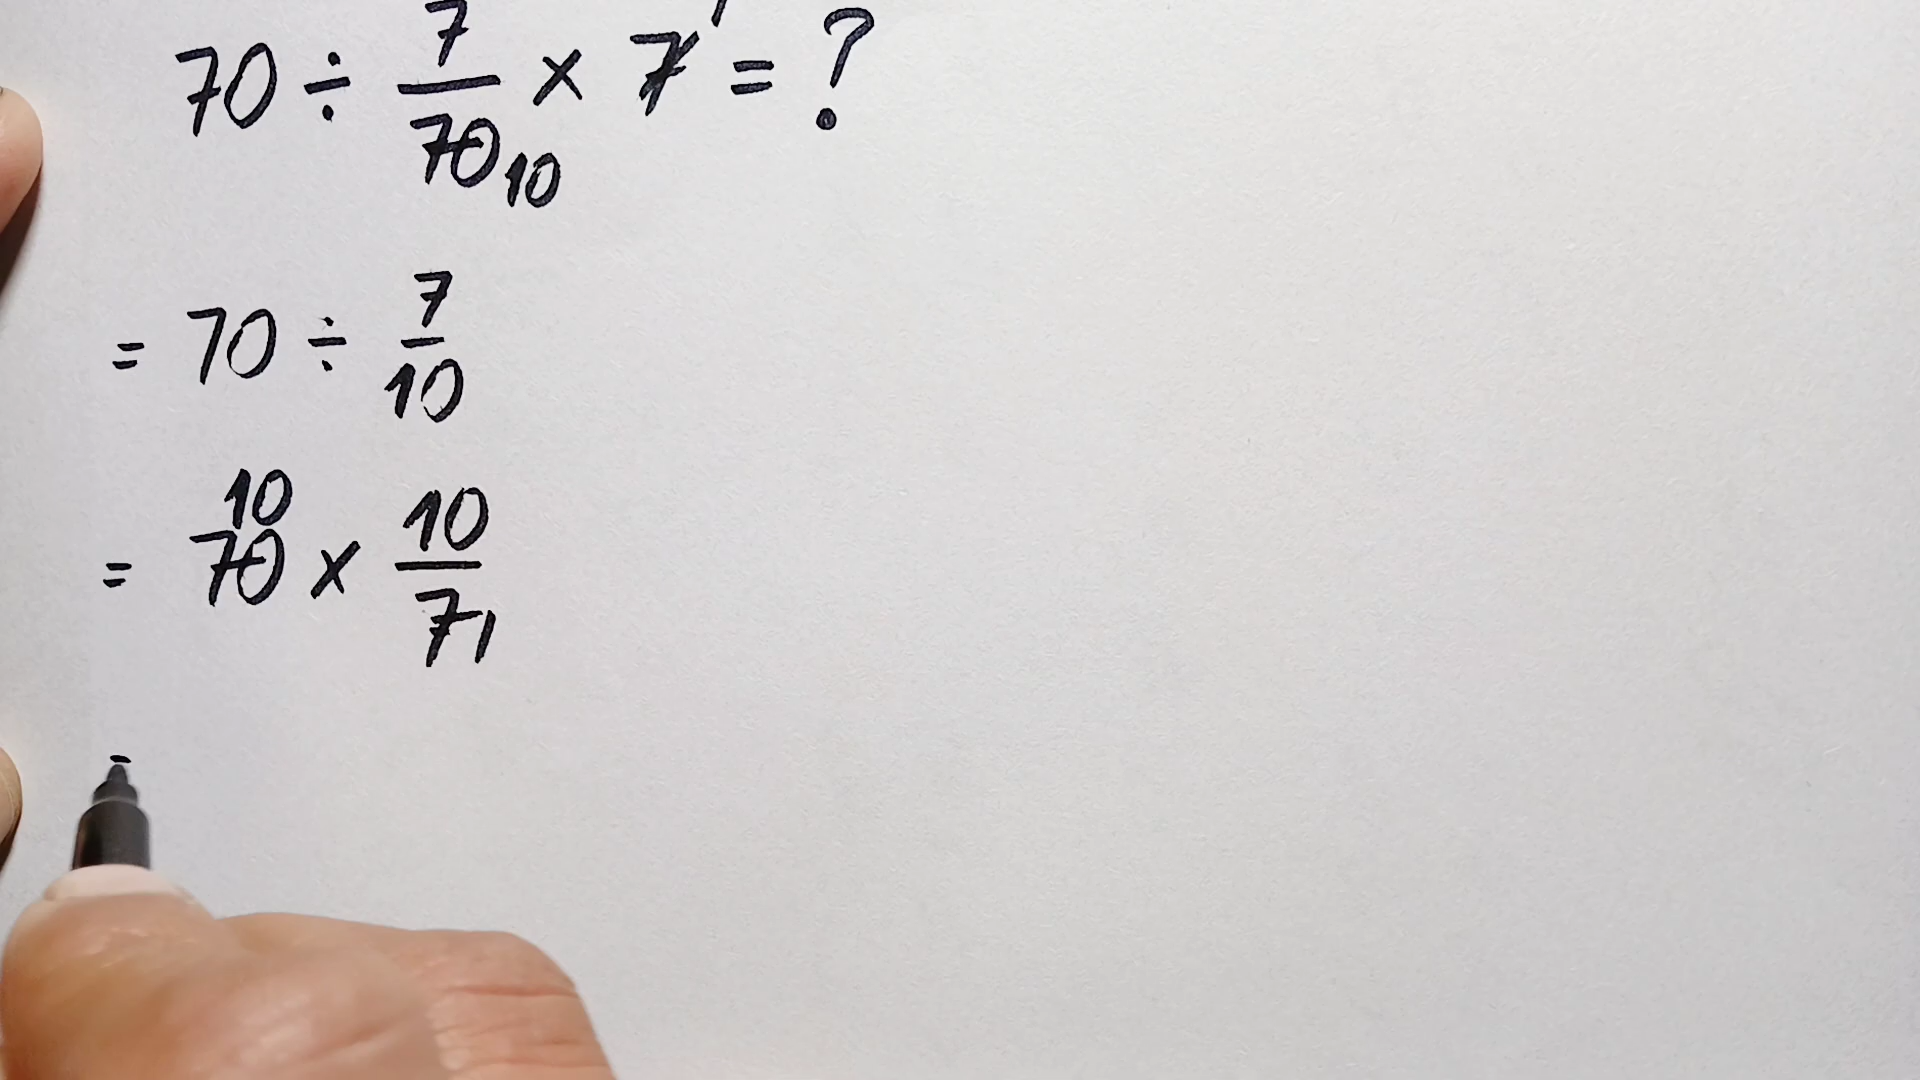 70 ÷ 7/70 10 × 7 1 = ?
= 70 ÷ 7/10
= 70 10 × 10/7 1